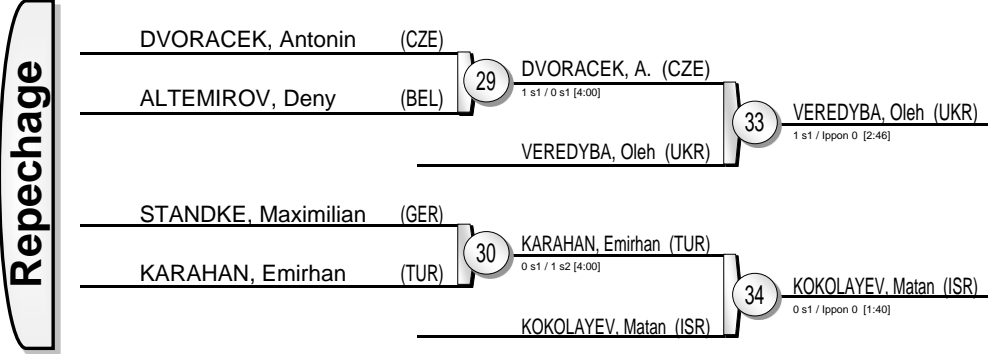 Repechage
DVORACEK, Antonin (CZE)
ALTEMIROV, Deny (BEL)
29
DVORACEK, A. (CZE)
1 s1 / 0 s1 [4:00]
VEREDYBA, Oleh (UKR)
33
VEREDYBA, Oleh (UKR)
1 s1 / Ippon 0 [2:46]
STANDKE, Maximilian (GER)
KARAHAN, Emirhan (TUR)
30
KARAHAN, Emirhan (TUR)
0 s1 / 1 s2 [4:00]
KOKOLAYEV, Matan (ISR)
34
KOKOLAYEV, Matan (ISR)
0 s1 / Ippon 0 [1:40]